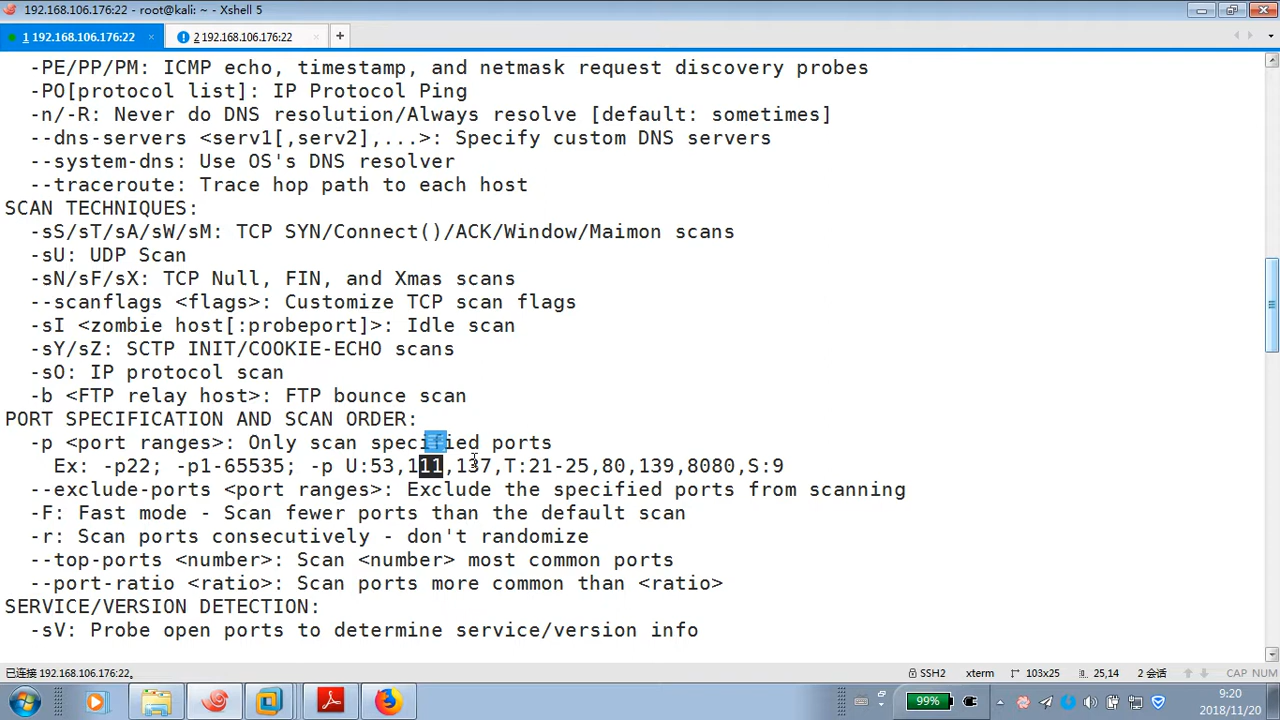 192.168.106.176:22 - root@kali: ~ - Xshell 5
1 192.168.106.176:22
2 192.168.106.176:22
-PE/PP/PM: ICMP echo, timestamp, and netmask request discovery probes
-PO[protocol list]: IP Protocol Ping
-n/-R: Never do DNS resolution/Always resolve [default: sometimes]
--dns-servers <serv1[,serv2],...>: Specify custom DNS servers
--system-dns: Use OS's DNS resolver
--traceroute: Trace hop path to each host
SCAN TECHNIQUES:
-sS/sT/sA/sW/sM: TCP SYN/Connect()/ACK/Window/Maimon scans
-sU: UDP Scan
-sN/sF/sX: TCP Null, FIN, and Xmas scans
--scanflags <flags>: Customize TCP scan flags
-sI <zombie host[:probeport]>: Idle scan
-sY/sZ: SCTP INIT/COOKIE-ECHO scans
-sO: IP protocol scan
-b <FTP relay host>: FTP bounce scan
PORT SPECIFICATION AND SCAN ORDER:
-p <port ranges>: Only scan specified ports
Ex: -p22; -p1-65535; -p U:53,111,137,T:21-25,80,139,8080,S:9
--exclude-ports <port ranges>: Exclude the specified ports from scanning
-F: Fast mode - Scan fewer ports than the default scan
-r: Scan ports consecutively - don't randomize
--top-ports <number>: Scan <number> most common ports
--port-ratio <ratio>: Scan ports more common than <ratio>
SERVICE/VERSION DETECTION:
-sV: Probe open ports to determine service/version info
已连接 192.168.106.176:22。 SSH2 xterm 103x25 25,14 2 会话 CAP NUM
99% 9:20
2018/11/20